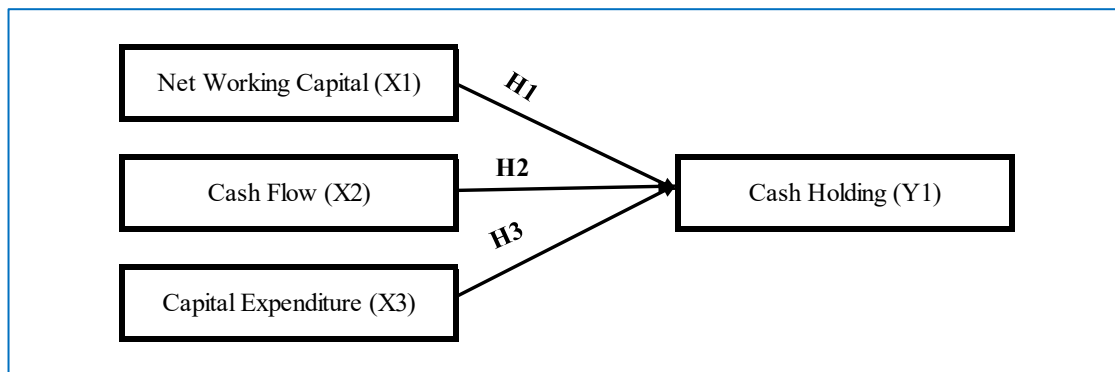 Net Working Capital (X1)
H1
Cash Flow (X2)
H2
Cash Holding (Y1)
H3
Capital Expenditure (X3)